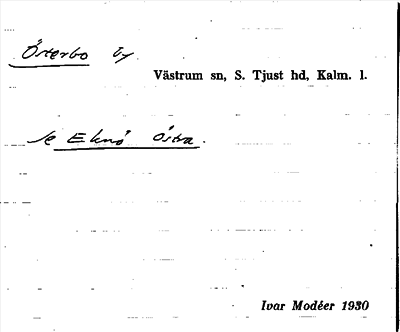 Österbo by
Västrum sn, S. Tjust hd, Kalm. l.
se Eknö Östra.
Ivar Modéer 1930